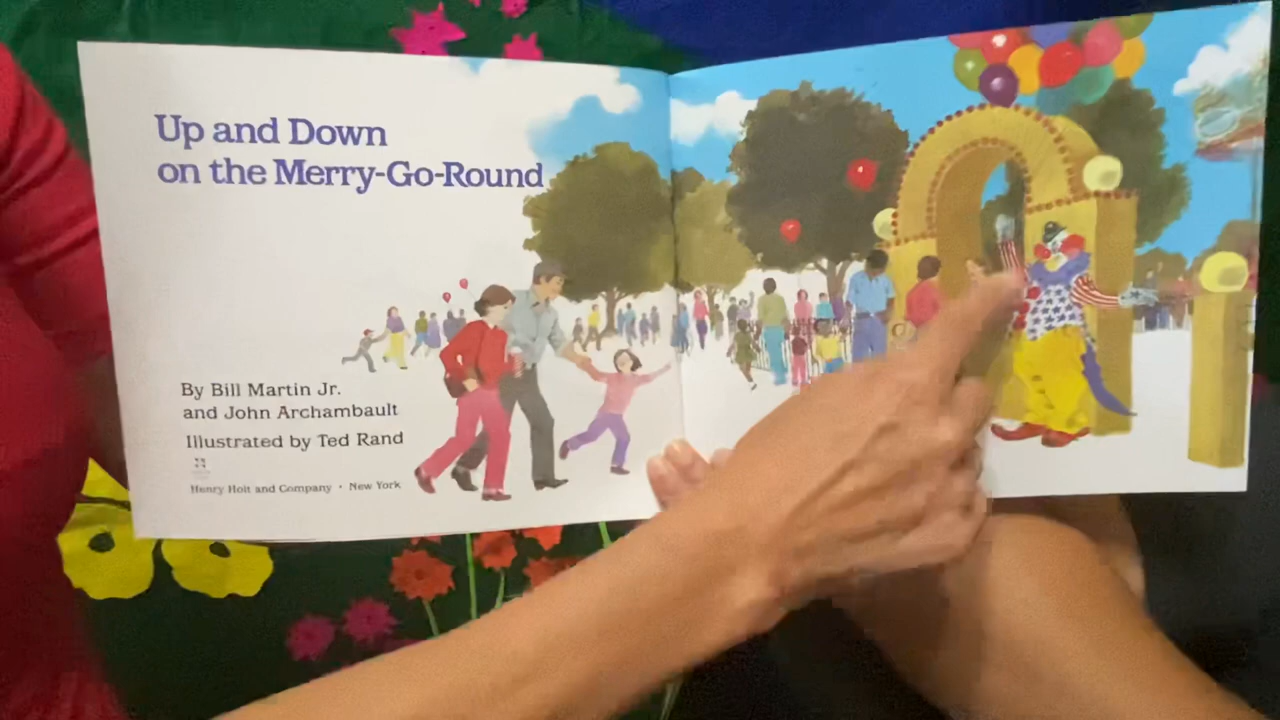 Up and Down
on the Merry-Go-Round
By Bill Martin Jr.
and John Archambault
Illustrated by Ted Rand
Henry Holt and Company · New York